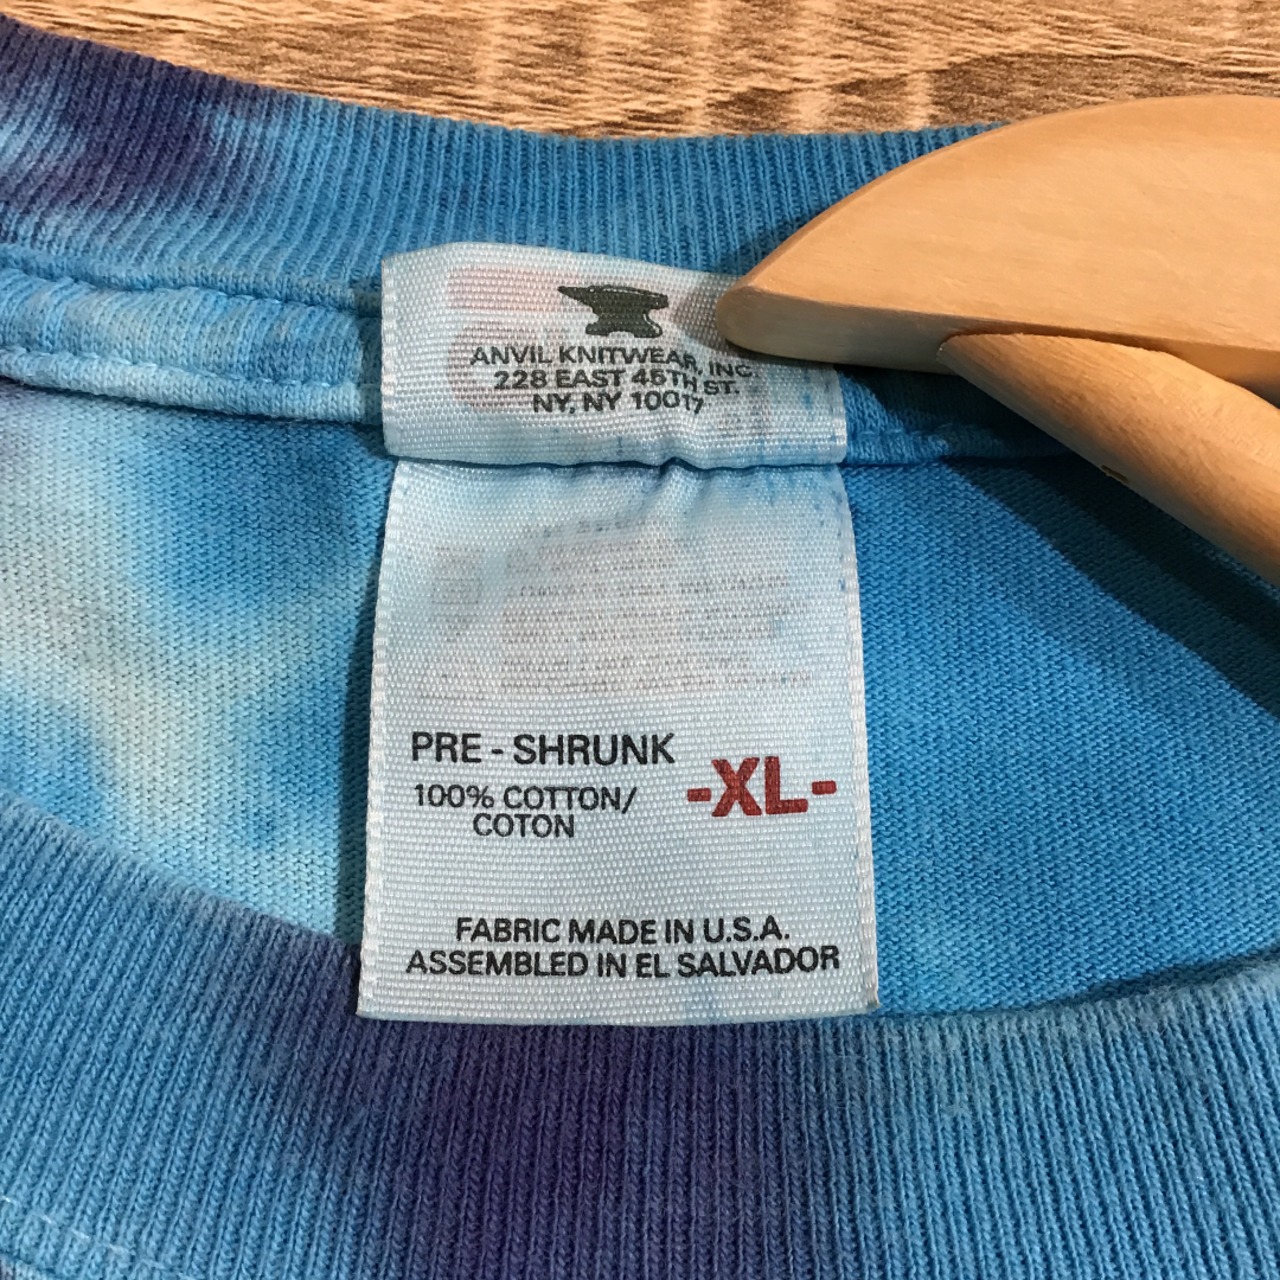 ANVIL KNITWEAR, INC.
228 EAST 45TH ST.
NY, NY 10017
PRE - SHRUNK
-XL-
100% COTTON/
COTON
FABRIC MADE IN U.S.A.
ASSEMBLED IN EL SALVADOR